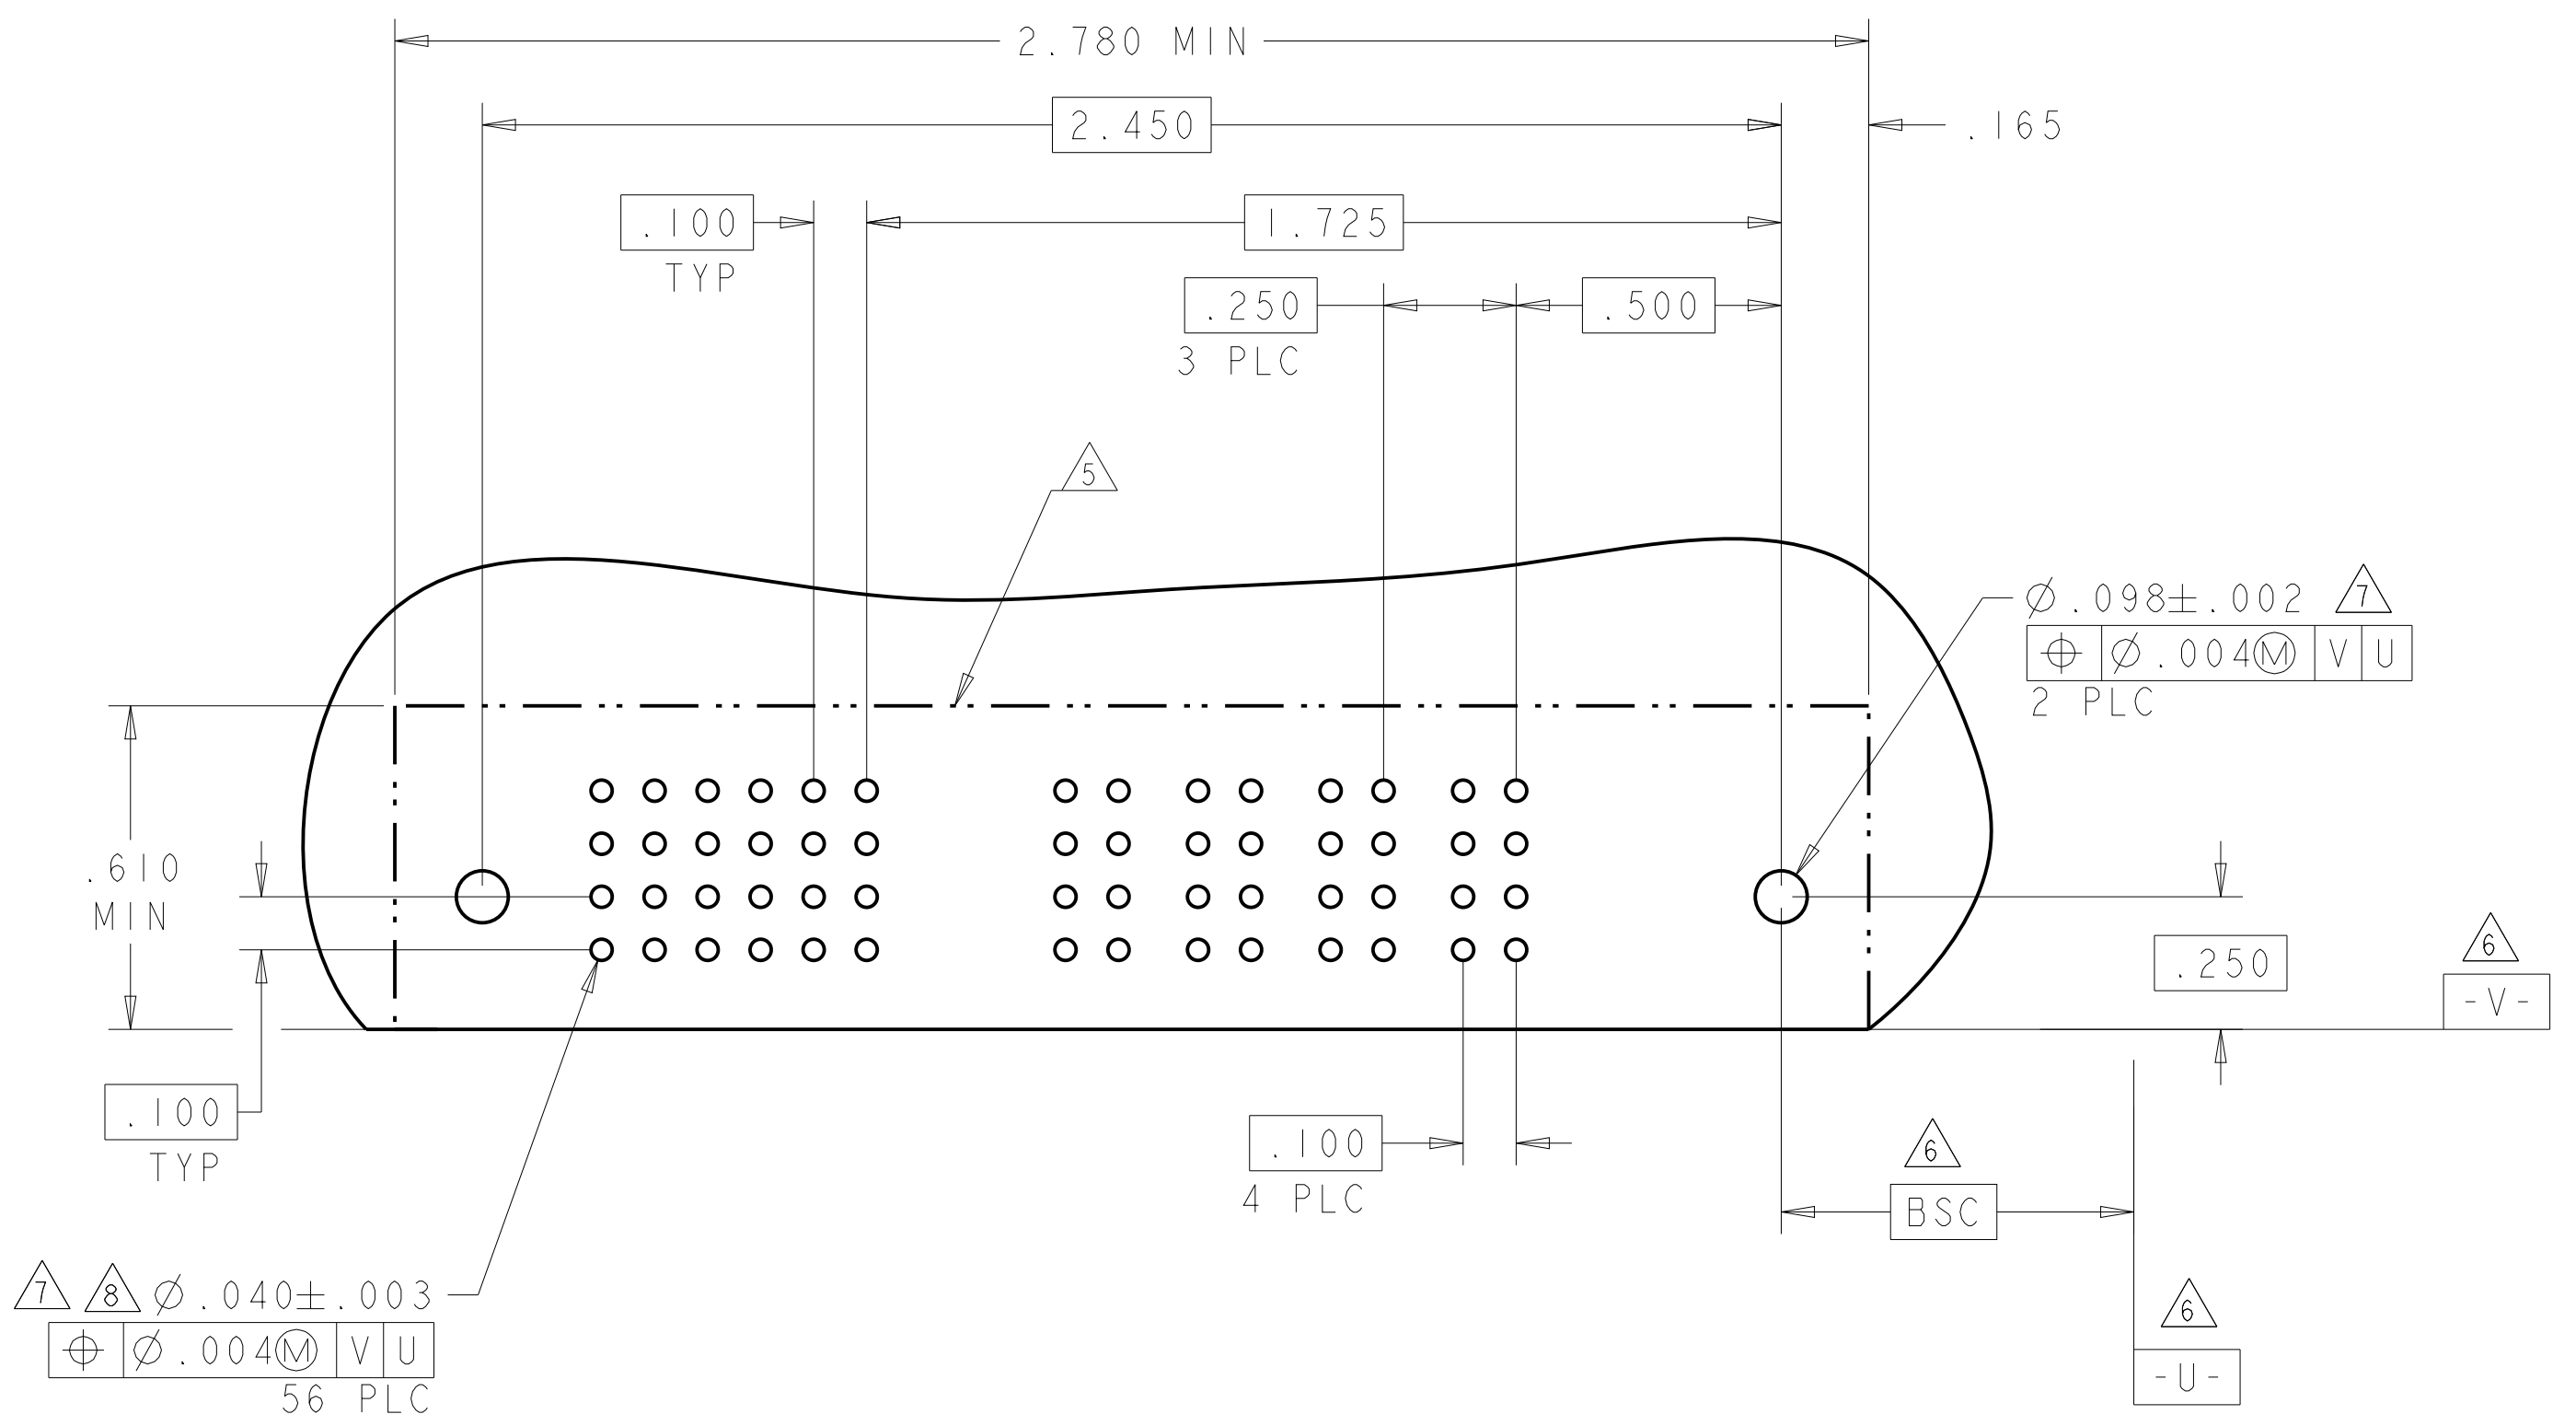 2.780 MIN
2.450
.165
.100
TYP
1.725
.250
3 PLC
.500
5
⌀.098±.002 7
⌖ ⌀.004Ⓜ V U
2 PLC
.610
MIN
.250
6
-V-
.100
TYP
.100
4 PLC
6
BSC
7 8 ⌀.040±.003
⌖ ⌀.004Ⓜ V U
56 PLC
6
-U-